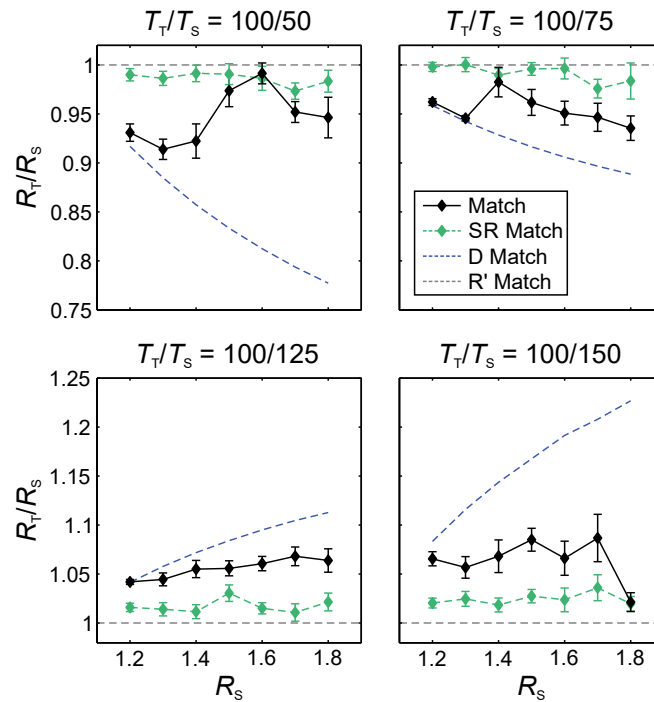 T_T/T_S = 100/50
T_T/T_S = 100/75
R_T/R_S
1
0.95
0.9
0.85
0.8
0.75
Match
SR Match
D Match
R' Match
T_T/T_S = 100/125
T_T/T_S = 100/150
R_T/R_S
1.25
1.2
1.15
1.1
1.05
1
1.2 1.4 1.6 1.8
1.2 1.4 1.6 1.8
R_S
R_S